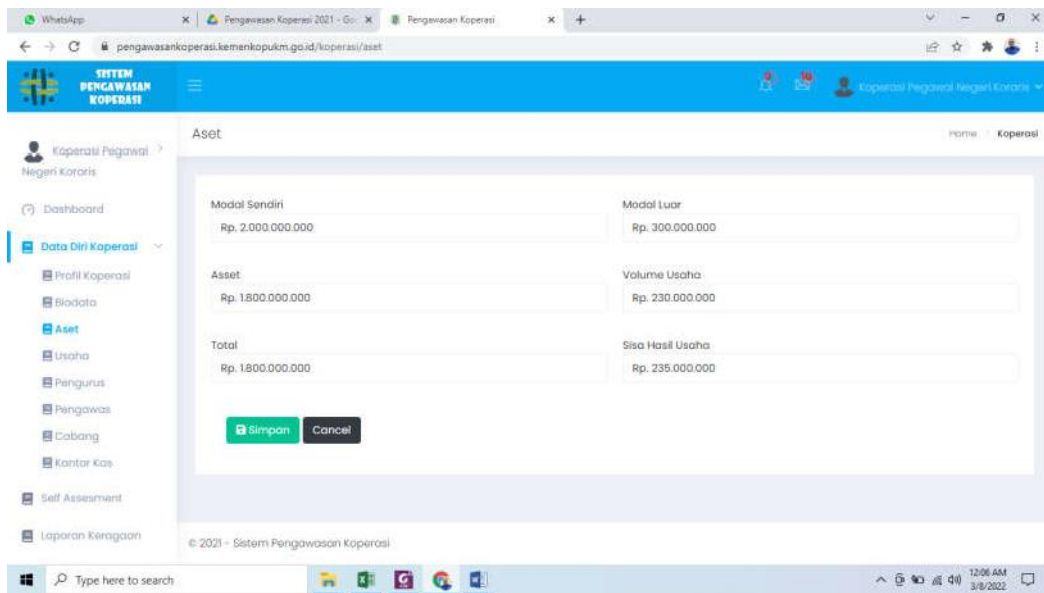 WhatsApp
Pengawasan Koperasi 2021 - Go
Pengawasan Koperasi
pengawasankoperasi.kemenkopukm.go.id/koperasi/aset
SISTEM
PENGAWASAN
KOPERASI
Koperasi Pegawai Negeri Kororis
Koperasi Pegawai
Negeri Kororis
Aset
Home
Koperasi
Dashboard
Data Diri Koperasi
Profil Koperasi
Biodata
Aset
Usaha
Pengurus
Pengawas
Cabang
Kantor Kas
Self Assesment
Laporan Keragaan
Modal Sendiri
Modal Luar
Rp. 2.000.000.000
Rp. 300.000.000
Asset
Volume Usaha
Rp. 1.800.000.000
Rp. 230.000.000
Total
Sisa Hasil Usaha
Rp. 1.800.000.000
Rp. 235.000.000
Simpan
Cancel
© 2021 - Sistem Pengawasan Koperasi
Type here to search
12:06 AM
3/8/2022